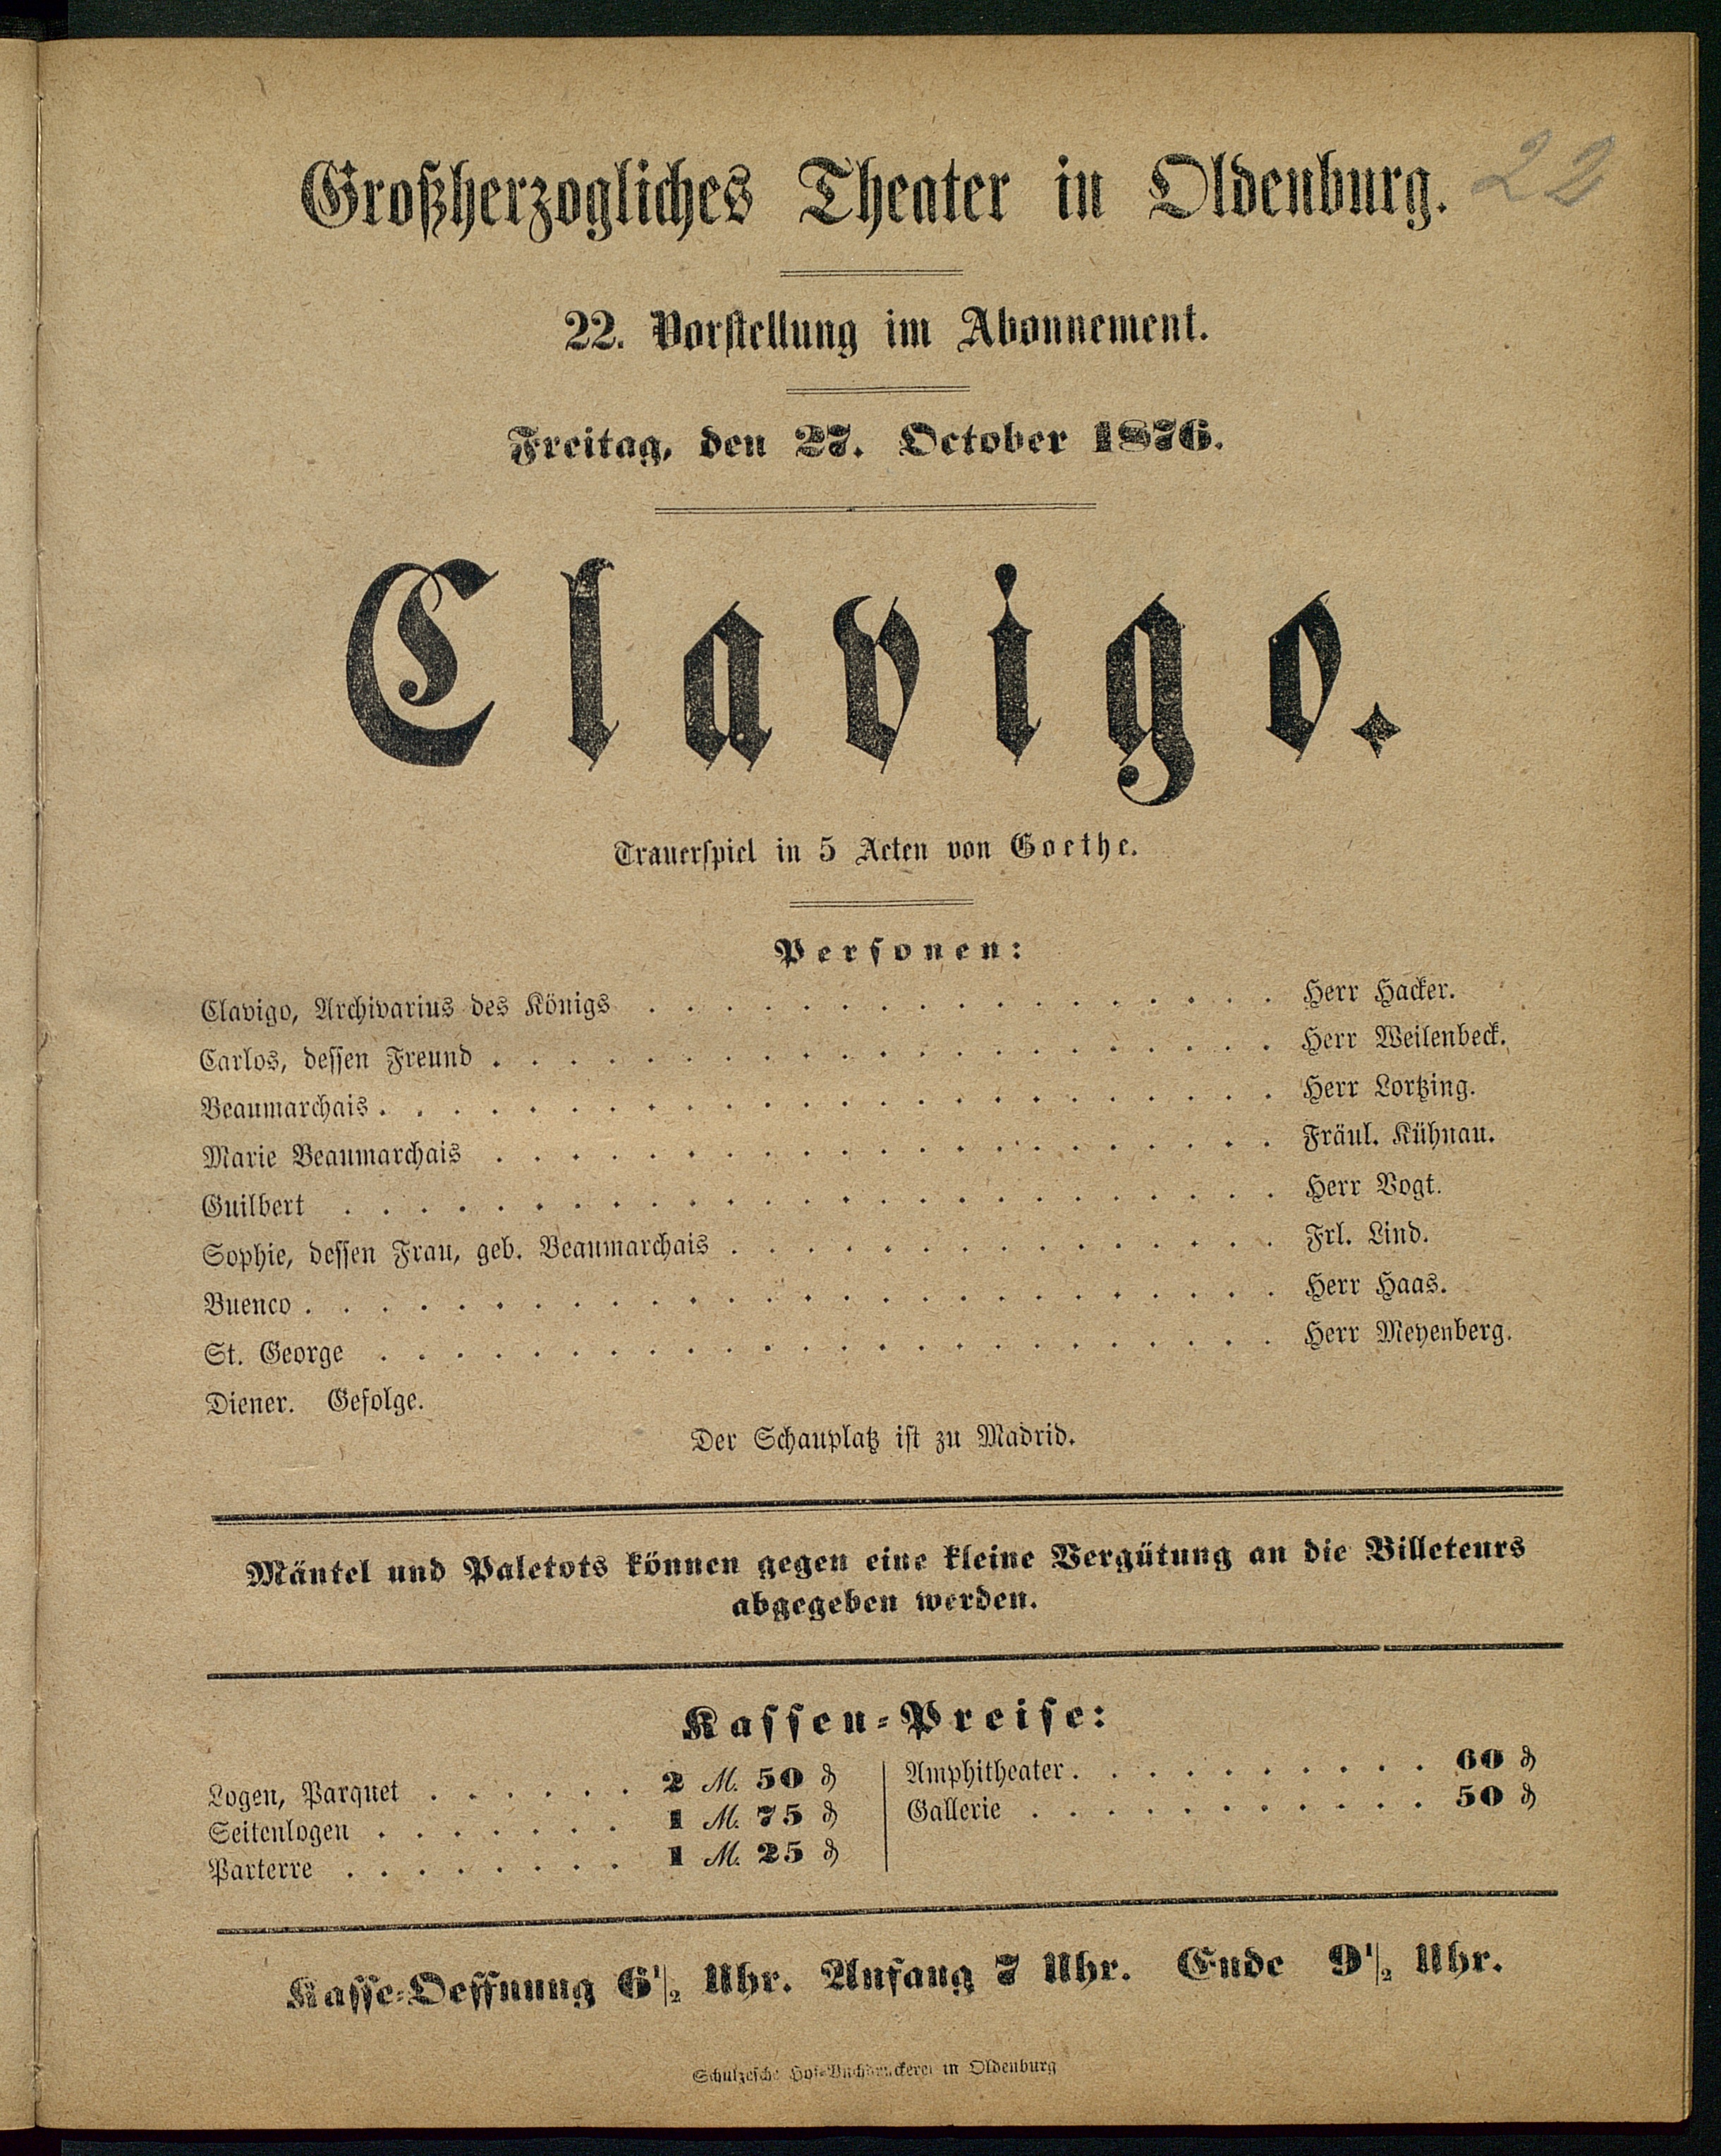 22
Großherzogliches Theater in Oldenburg.
22. Vorstellung im Abonnement.
Freitag, den 27. October 1876.
Clavigo.
Trauerspiel in 5 Acten von Goethe.
Personen:
Clavigo, Archivarius des Königs . . . . . . . . . . . . . . . . . Herr Hacker.
Carlos, dessen Freund . . . . . . . . . . . . . . . . . . . . . Herr Weilenbeck.
Beaumarchais . . . . . . . . . . . . . . . . . . . . . . . . Herr Lortzing.
Marie Beaumarchais . . . . . . . . . . . . . . . . . . . . . Fräul. Kühnau.
Guilbert . . . . . . . . . . . . . . . . . . . . . . . . . Herr Vogt.
Sophie, dessen Frau, geb. Beaumarchais . . . . . . . . . . . . . . . Frl. Lind.
Buenco . . . . . . . . . . . . . . . . . . . . . . . . . . Herr Haas.
St. George . . . . . . . . . . . . . . . . . . . . . . . . Herr Meyenberg.
Diener. Gefolge.
Der Schauplatz ist zu Madrid.
Mäntel und Paletots können gegen eine kleine Vergütung an die Billeteurs
abgegeben werden.
Kassen-Preise:
Logen, Parquet . . . . . . 2 M. 50 ₰
Seitenlogen . . . . . . . 1 M. 75 ₰
Parterre . . . . . . . . 1 M. 25 ₰
Amphitheater . . . . . . . . . . 60 ₰
Gallerie . . . . . . . . . . . 50 ₰
Kasse-Oeffnung 6½ Uhr. Anfang 7 Uhr. Ende 9½ Uhr.
Schulzesche Hof-Buchdruckerei in Oldenburg